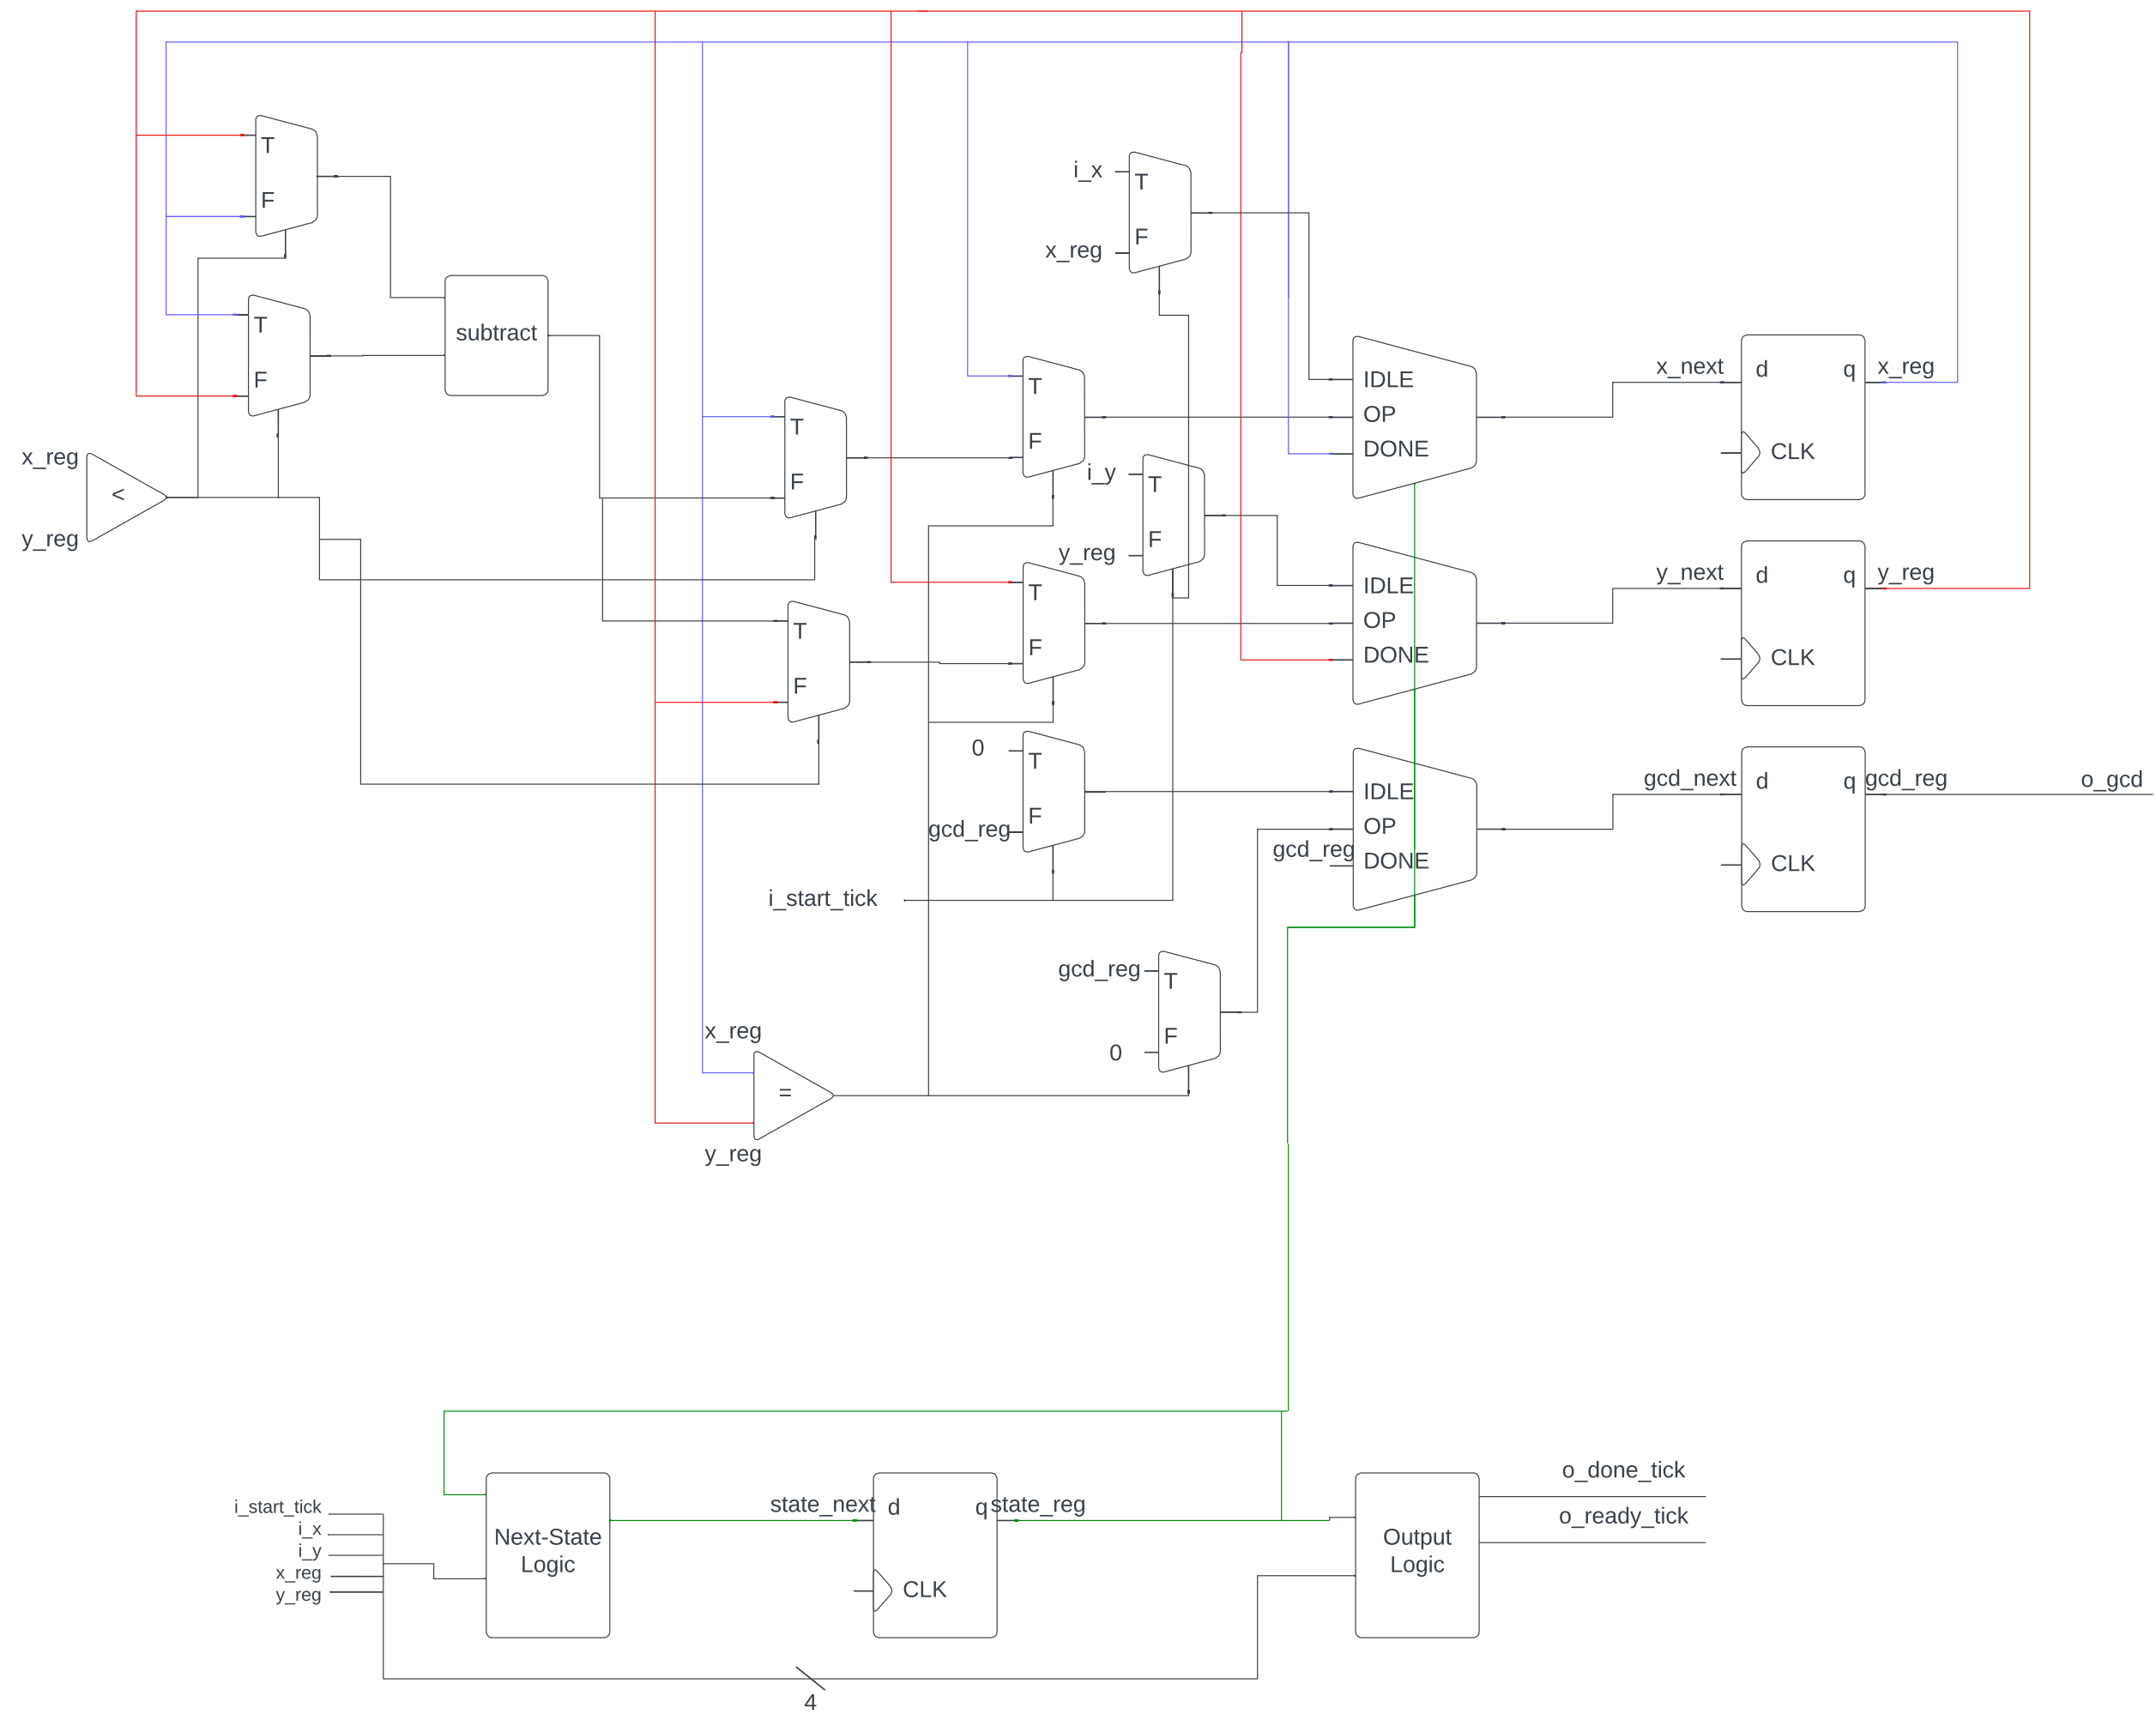 T
F
i_x
T
x_reg
F
T
F
subtract
IDLE
OP
DONE
x_next
d
q
x_reg
CLK
T
F
T
F
x_reg
<
y_reg
i_y
T
y_reg
F
IDLE
OP
DONE
y_next
d
q
y_reg
CLK
T
F
T
F
0
T
gcd_reg
F
IDLE
OP
gcd_reg
DONE
gcd_next
d
q
gcd_reg
o_gcd
CLK
i_start_tick
gcd_reg
T
0
F
x_reg
=
y_reg
i_start_tick
i_x
i_y
x_reg
y_reg
Next-State
Logic
state_next
d
q
state_reg
CLK
Output
Logic
o_done_tick
o_ready_tick
4